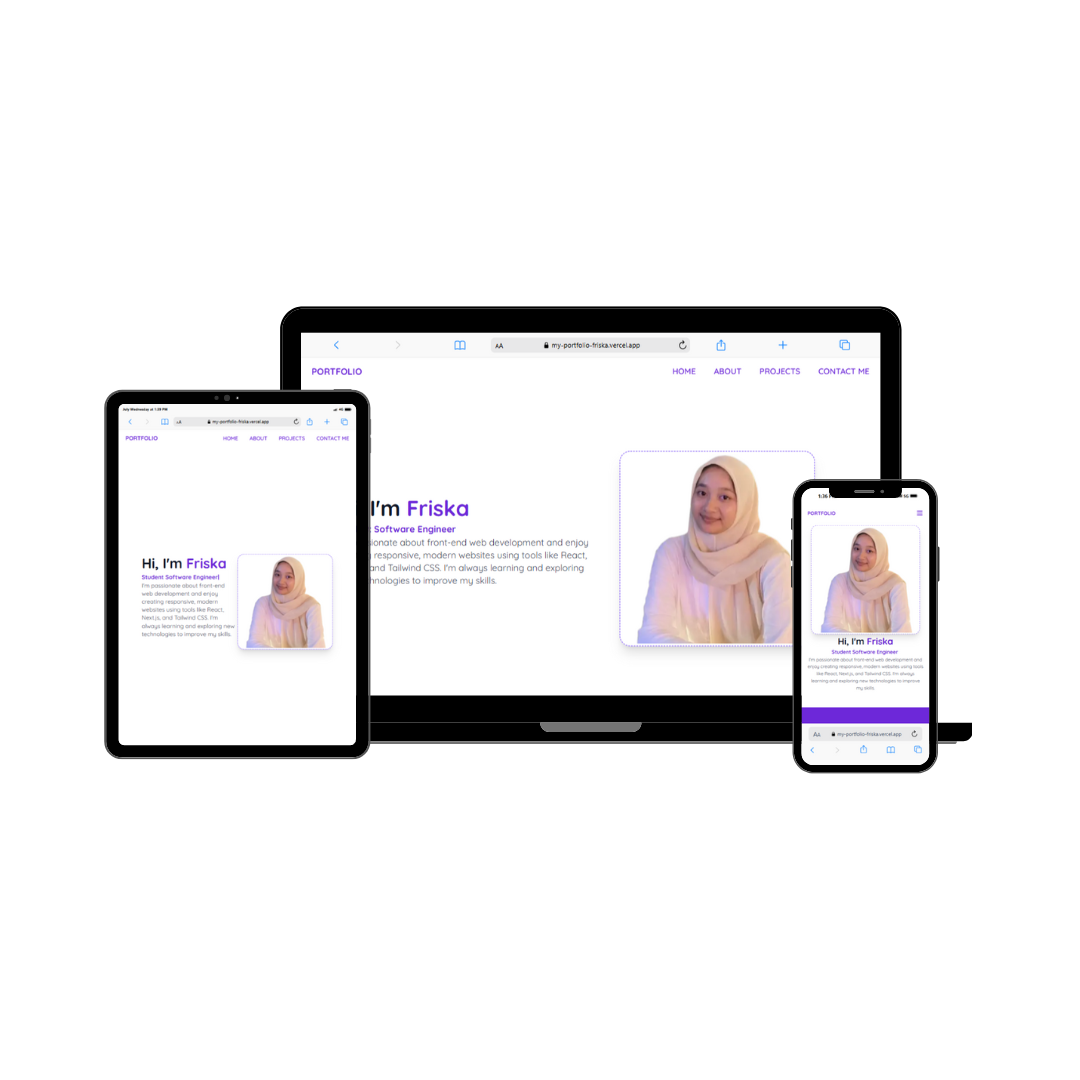 AA my-portfolio-friska.vercel.app
PORTFOLIO HOME ABOUT PROJECTS CONTACT ME
I'm Friska
Software Engineer
sionate about front-end web development and enjoy
responsive, modern websites using tools like React,
and Tailwind CSS. I'm always learning and exploring
hnologies to improve my skills.
July Wednesday at 1:39 PM 4G
AA my-portfolio-friska.vercel.app
PORTFOLIO HOME ABOUT PROJECTS CONTACT ME
Hi, I'm Friska
Student Software Engineer|
I'm passionate about front-end
web development and enjoy
creating responsive, modern
websites using tools like React,
Next.js, and Tailwind CSS. I'm
always learning and exploring new
technologies to improve my skills.
1:36 5G
PORTFOLIO
Hi, I'm Friska
Student Software Engineer
I'm passionate about front-end web development and
enjoy creating responsive, modern websites using tools
like React, Next.js, and Tailwind CSS. I'm always
learning and exploring new technologies to improve
my skills.
AA my-portfolio-friska.vercel.app